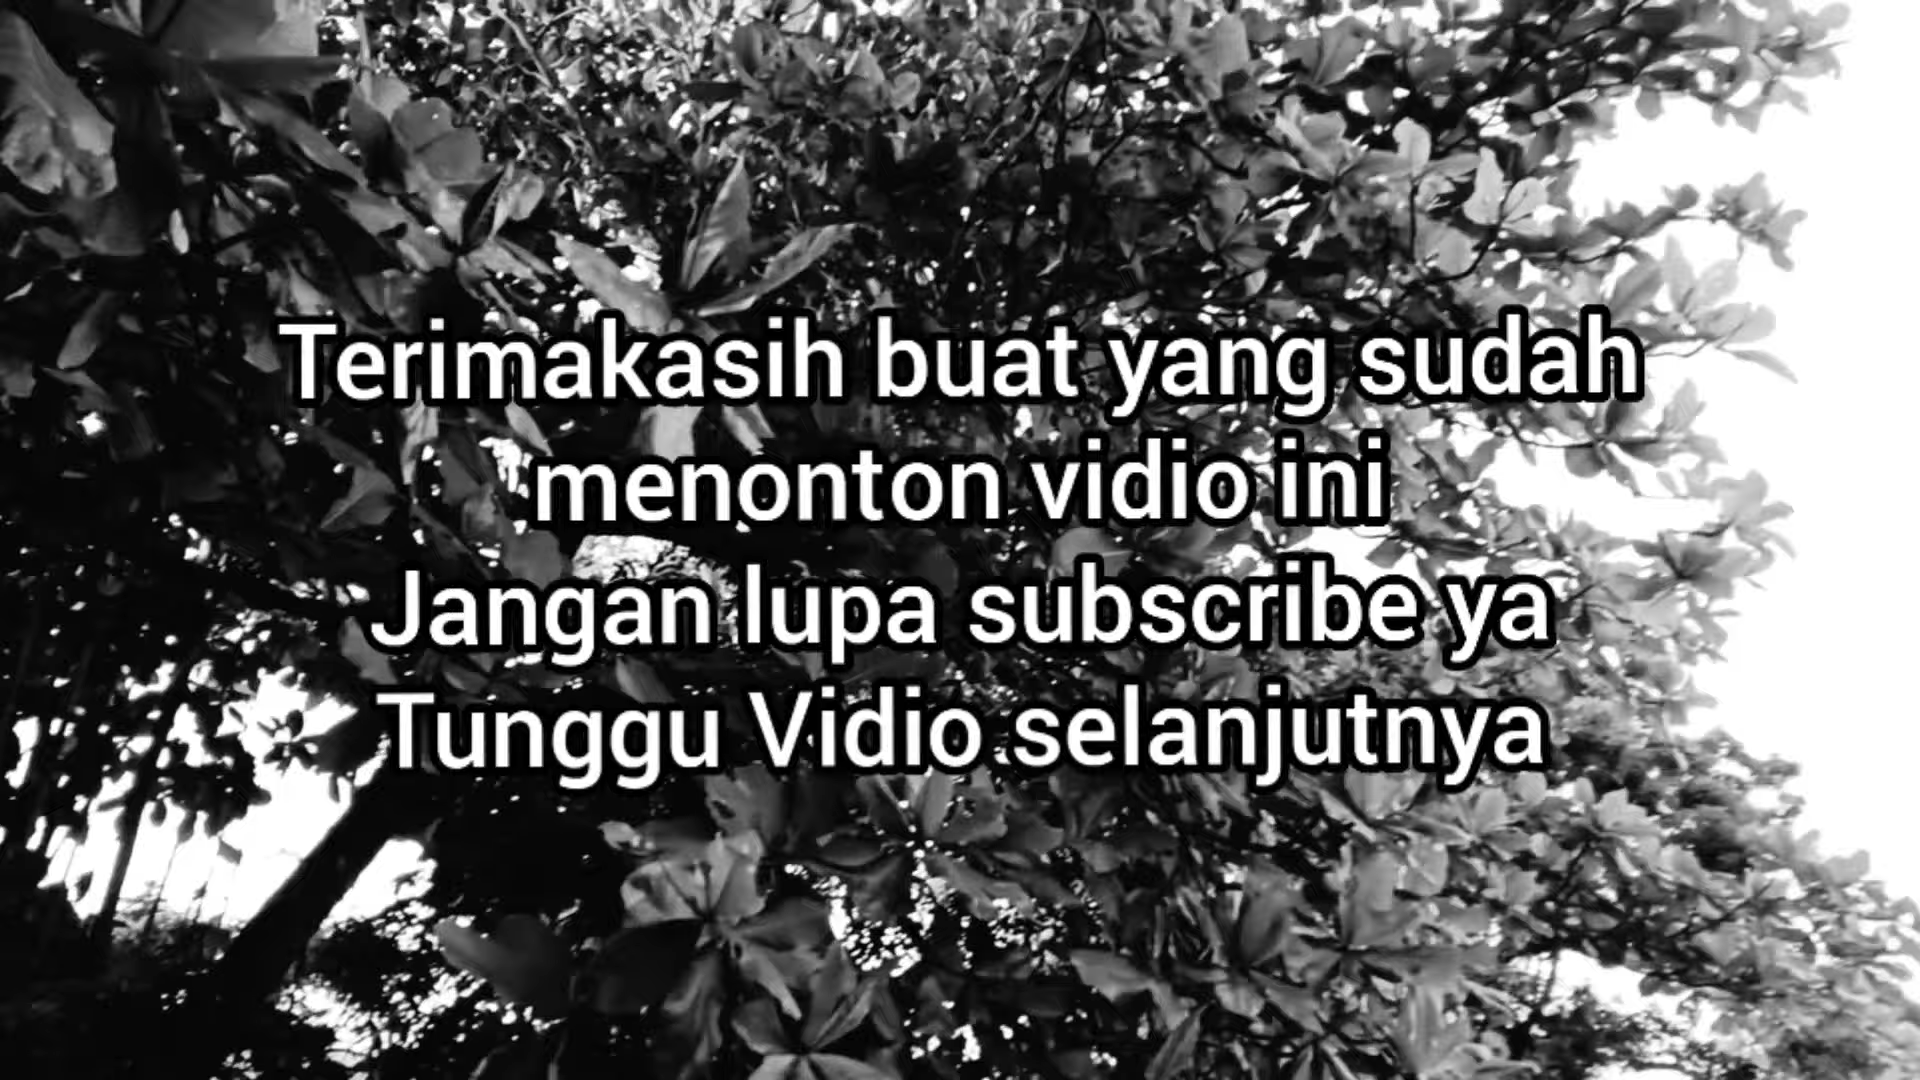 Terimakasih buat yang sudah
menonton vidio ini
Jangan lupa subscribe ya
Tunggu Vidio selanjutnya